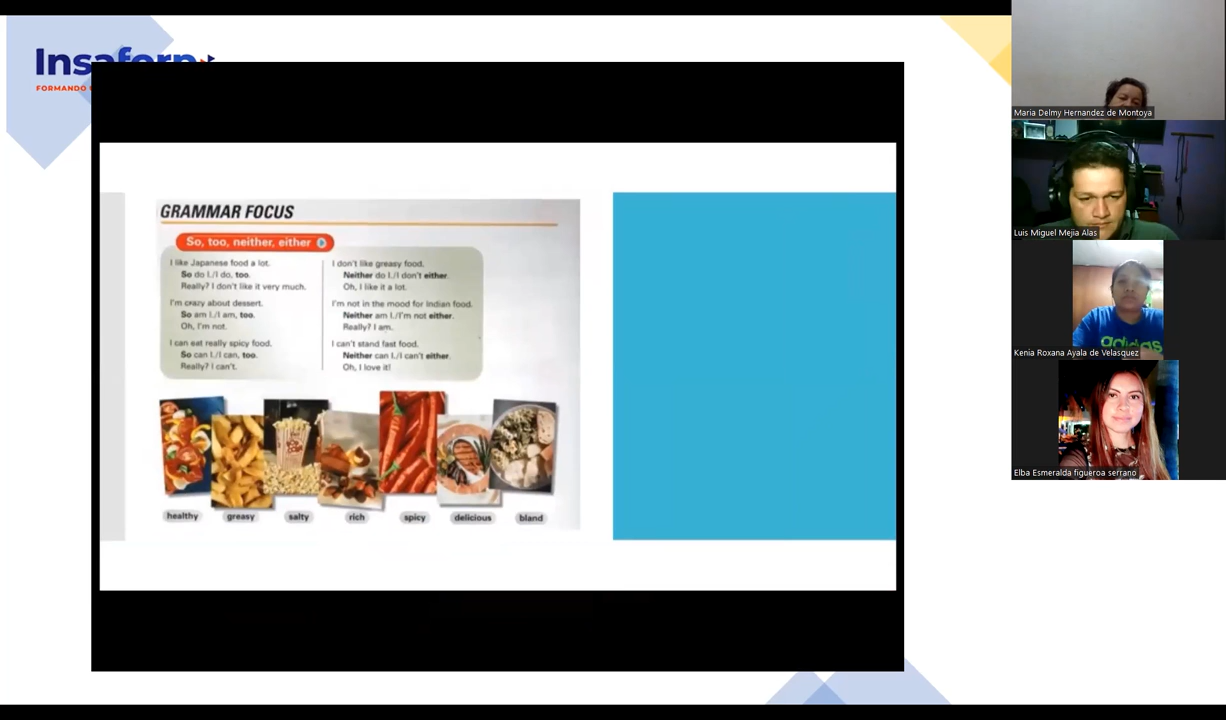 Insaforp
FORMANDO
GRAMMAR FOCUS
So, too, neither, either
I like Japanese food a lot.
So do I./I do, too.
Really? I don't like it very much.
I'm crazy about dessert.
So am I./I am, too.
Oh, I'm not.
I can eat really spicy food.
So can I./I can, too.
Really? I can't.
I don't like greasy food.
Neither do I./I don't either.
Oh, I like it a lot.
I'm not in the mood for Indian food.
Neither am I./I'm not either.
Really? I am.
I can't stand fast food.
Neither can I./I can't either.
Oh, I love it!
healthy
greasy
salty
rich
spicy
delicious
bland
Maria Delmy Hernandez de Montoya
Luis Miguel Mejia Alas
adidas
Kenia Roxana Ayala de Velasquez
Elba Esmeralda figueroa serrano